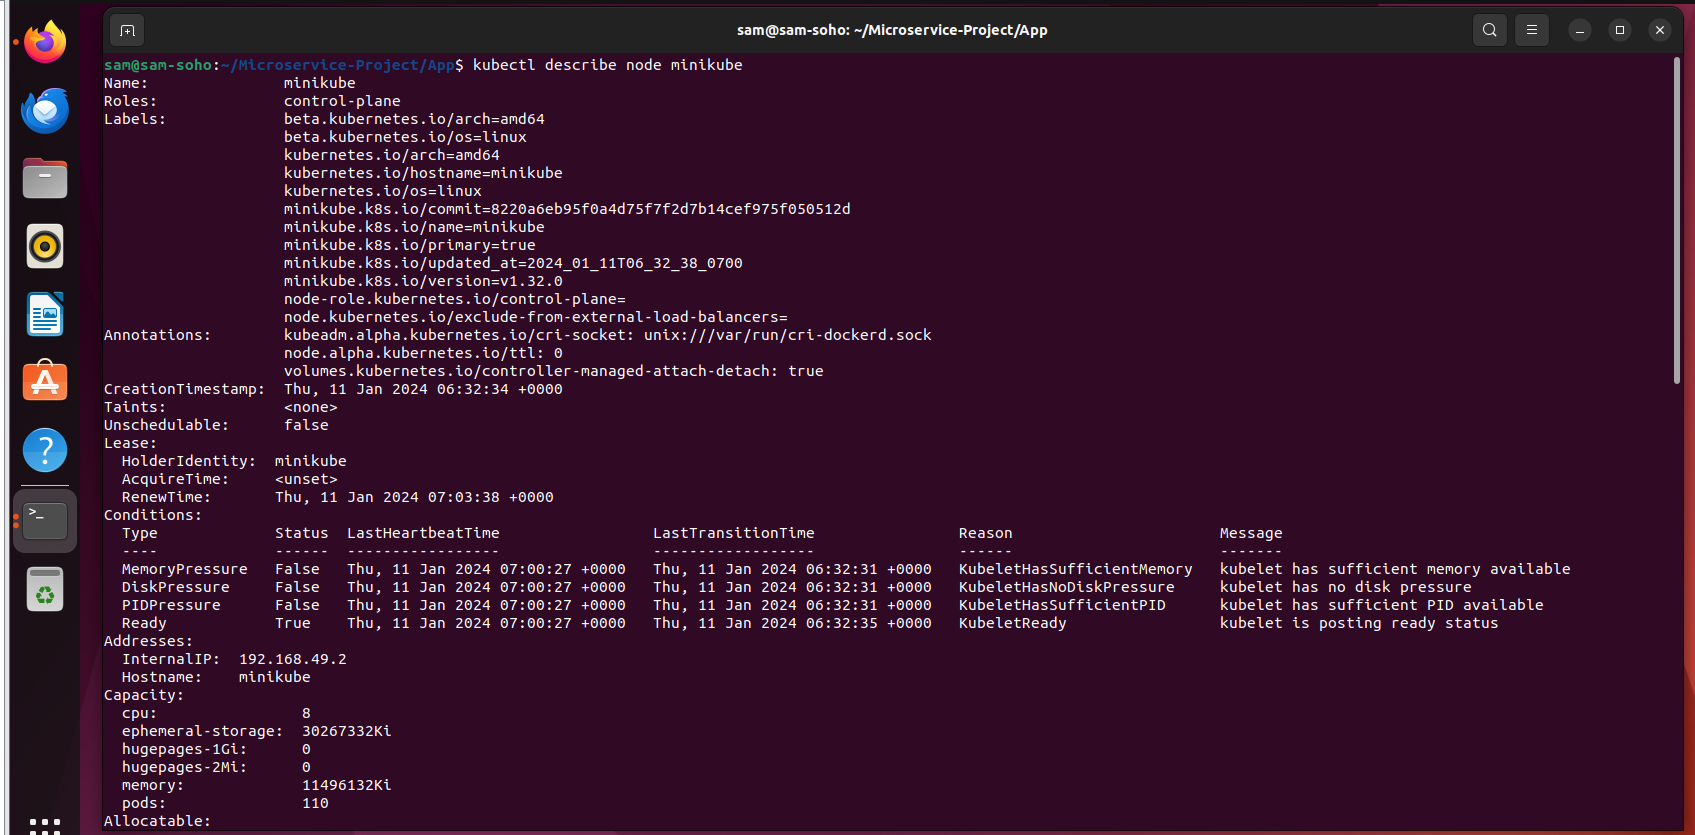 sam@sam-soho: ~/Microservice-Project/App
sam@sam-soho:~/Microservice-Project/App$ kubectl describe node minikube
Name:               minikube
Roles:              control-plane
Labels:             beta.kubernetes.io/arch=amd64
                    beta.kubernetes.io/os=linux
                    kubernetes.io/arch=amd64
                    kubernetes.io/hostname=minikube
                    kubernetes.io/os=linux
                    minikube.k8s.io/commit=8220a6eb95f0a4d75f7f2d7b14cef975f050512d
                    minikube.k8s.io/name=minikube
                    minikube.k8s.io/primary=true
                    minikube.k8s.io/updated_at=2024_01_11T06_32_38_0700
                    minikube.k8s.io/version=v1.32.0
                    node-role.kubernetes.io/control-plane=
                    node.kubernetes.io/exclude-from-external-load-balancers=
Annotations:        kubeadm.alpha.kubernetes.io/cri-socket: unix:///var/run/cri-dockerd.sock
                    node.alpha.kubernetes.io/ttl: 0
                    volumes.kubernetes.io/controller-managed-attach-detach: true
CreationTimestamp:  Thu, 11 Jan 2024 06:32:34 +0000
Taints:             <none>
Unschedulable:      false
Lease:
  HolderIdentity:  minikube
  AcquireTime:     <unset>
  RenewTime:       Thu, 11 Jan 2024 07:03:38 +0000
Conditions:
  Type             Status  LastHeartbeatTime                 LastTransitionTime                Reason                       Message
  ----             ------  -----------------                 ------------------                ------                       -------
  MemoryPressure   False   Thu, 11 Jan 2024 07:00:27 +0000   Thu, 11 Jan 2024 06:32:31 +0000   KubeletHasSufficientMemory   kubelet has sufficient memory available
  DiskPressure     False   Thu, 11 Jan 2024 07:00:27 +0000   Thu, 11 Jan 2024 06:32:31 +0000   KubeletHasNoDiskPressure     kubelet has no disk pressure
  PIDPressure      False   Thu, 11 Jan 2024 07:00:27 +0000   Thu, 11 Jan 2024 06:32:31 +0000   KubeletHasSufficientPID      kubelet has sufficient PID available
  Ready            True    Thu, 11 Jan 2024 07:00:27 +0000   Thu, 11 Jan 2024 06:32:35 +0000   KubeletReady                 kubelet is posting ready status
Addresses:
  InternalIP:  192.168.49.2
  Hostname:    minikube
Capacity:
  cpu:                8
  ephemeral-storage:  30267332Ki
  hugepages-1Gi:      0
  hugepages-2Mi:      0
  memory:             11496132Ki
  pods:               110
Allocatable: